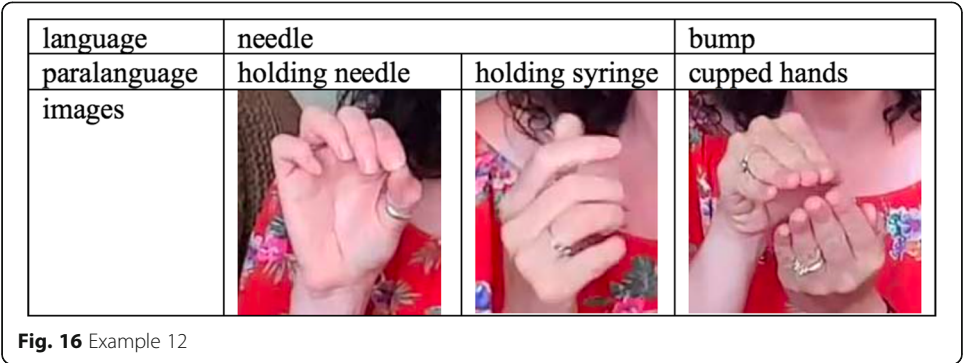 language needle bump
paralanguage holding needle holding syringe cupped hands
images
Fig. 16 Example 12